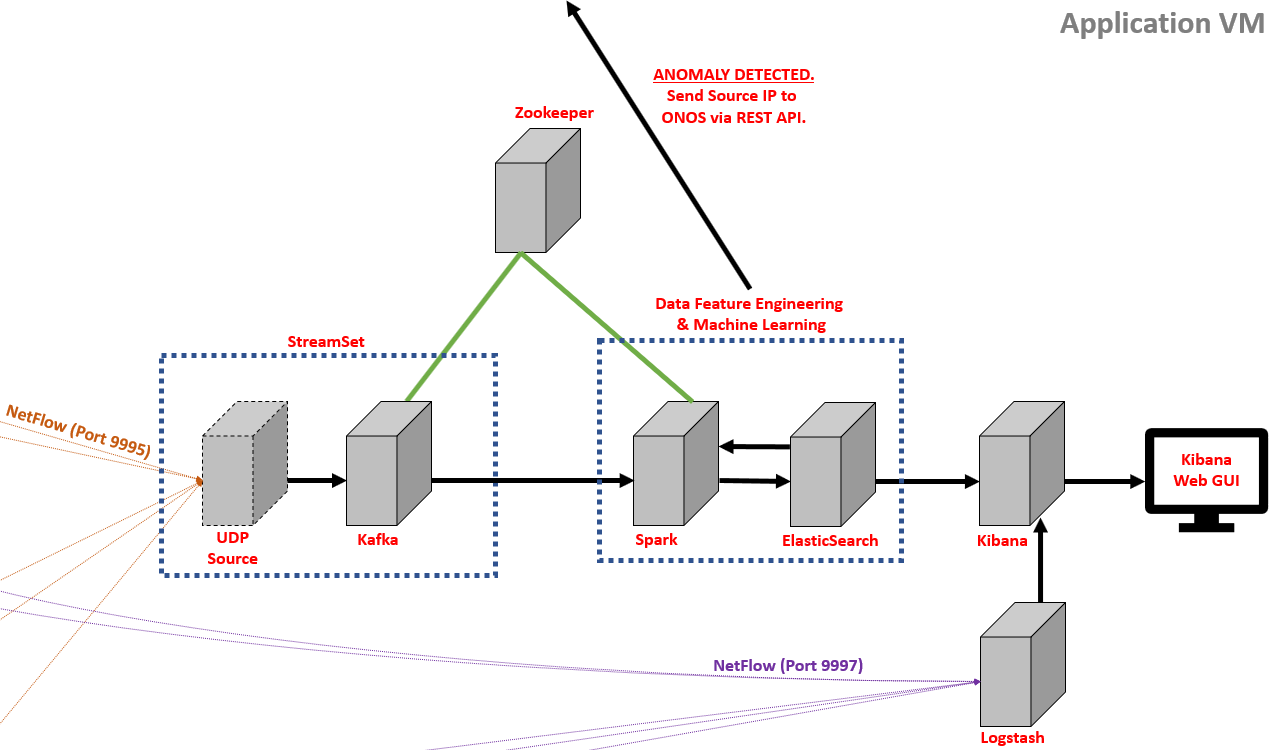 Application VM
ANOMALY DETECTED.
Send Source IP to
ONOS via REST API.
Zookeeper
Data Feature Engineering
& Machine Learning
StreamSet
NetFlow (Port 9995)
Kibana
Web GUI
UDP
Source
Kafka
Spark
ElasticSearch
Kibana
NetFlow (Port 9997)
Logstash